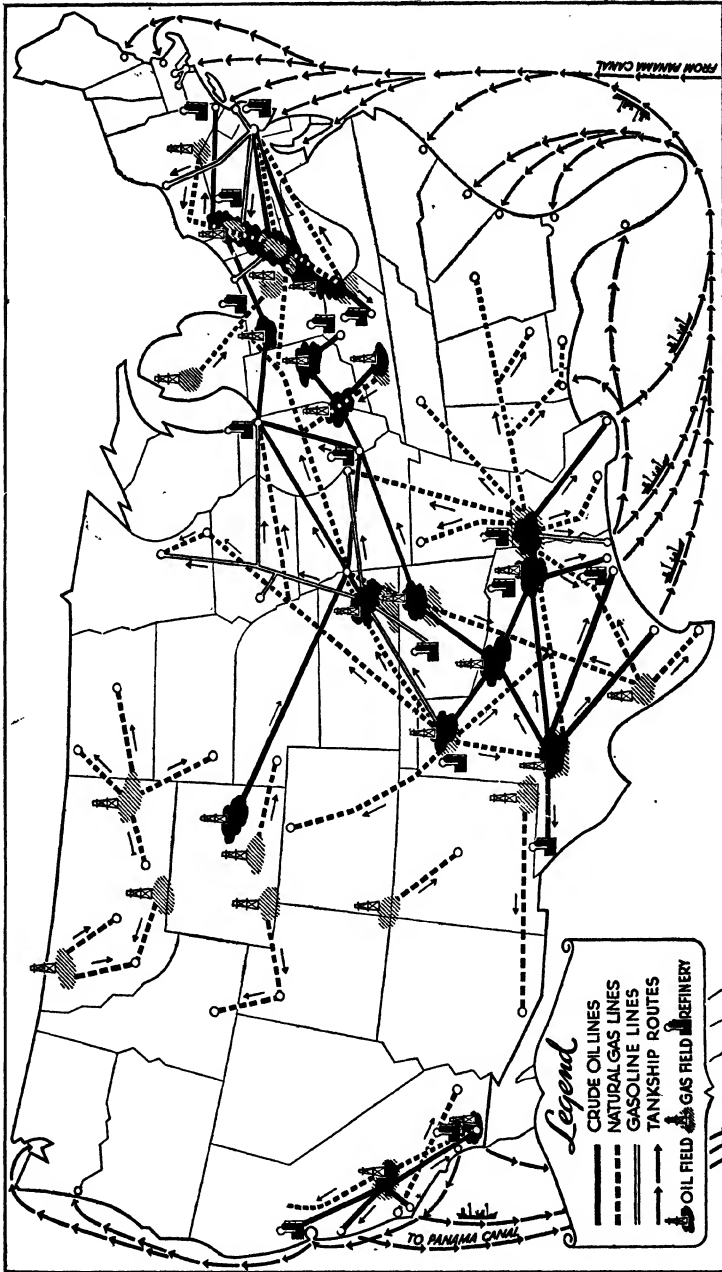 FROM PANAMA CANAL
TO PANAMA CANAL
Legend
CRUDE OIL LINES
NATURAL GAS LINES
GASOLINE LINES
TANKSHIP ROUTES
OIL FIELD GAS FIELD REFINERY